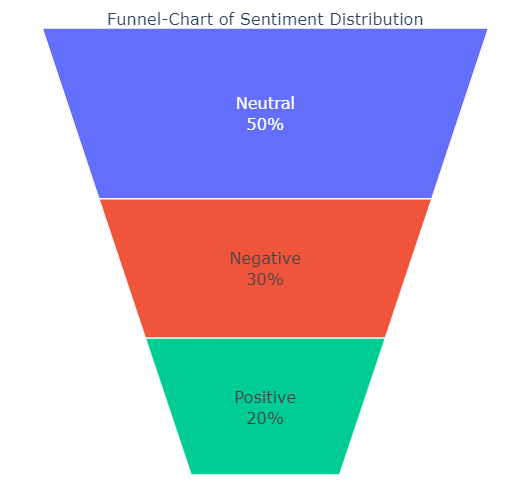 Funnel-Chart of Sentiment Distribution
Neutral
50%
Negative
30%
Positive
20%